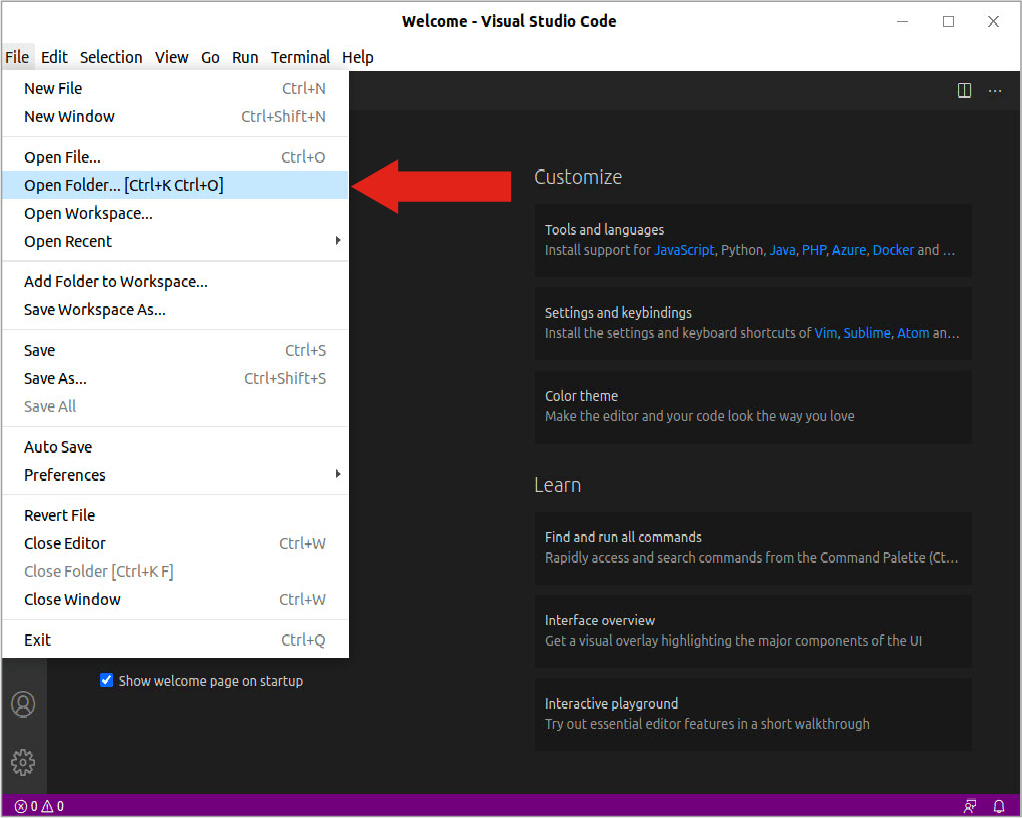 Welcome - Visual Studio Code
File Edit Selection View Go Run Terminal Help
New File Ctrl+N
New Window Ctrl+Shift+N
Open File... Ctrl+O
Open Folder... [Ctrl+K Ctrl+O]
Open Workspace...
Open Recent
Add Folder to Workspace...
Save Workspace As...
Save Ctrl+S
Save As... Ctrl+Shift+S
Save All
Auto Save
Preferences
Revert File
Close Editor Ctrl+W
Close Folder [Ctrl+K F]
Close Window Ctrl+W
Exit Ctrl+Q
Show welcome page on startup
Customize
Tools and languages
Install support for JavaScript, Python, Java, PHP, Azure, Docker and ...
Settings and keybindings
Install the settings and keyboard shortcuts of Vim, Sublime, Atom an...
Color theme
Make the editor and your code look the way you love
Learn
Find and run all commands
Rapidly access and search commands from the Command Palette (Ct...
Interface overview
Get a visual overlay highlighting the major components of the UI
Interactive playground
Try out essential editor features in a short walkthrough
0 0